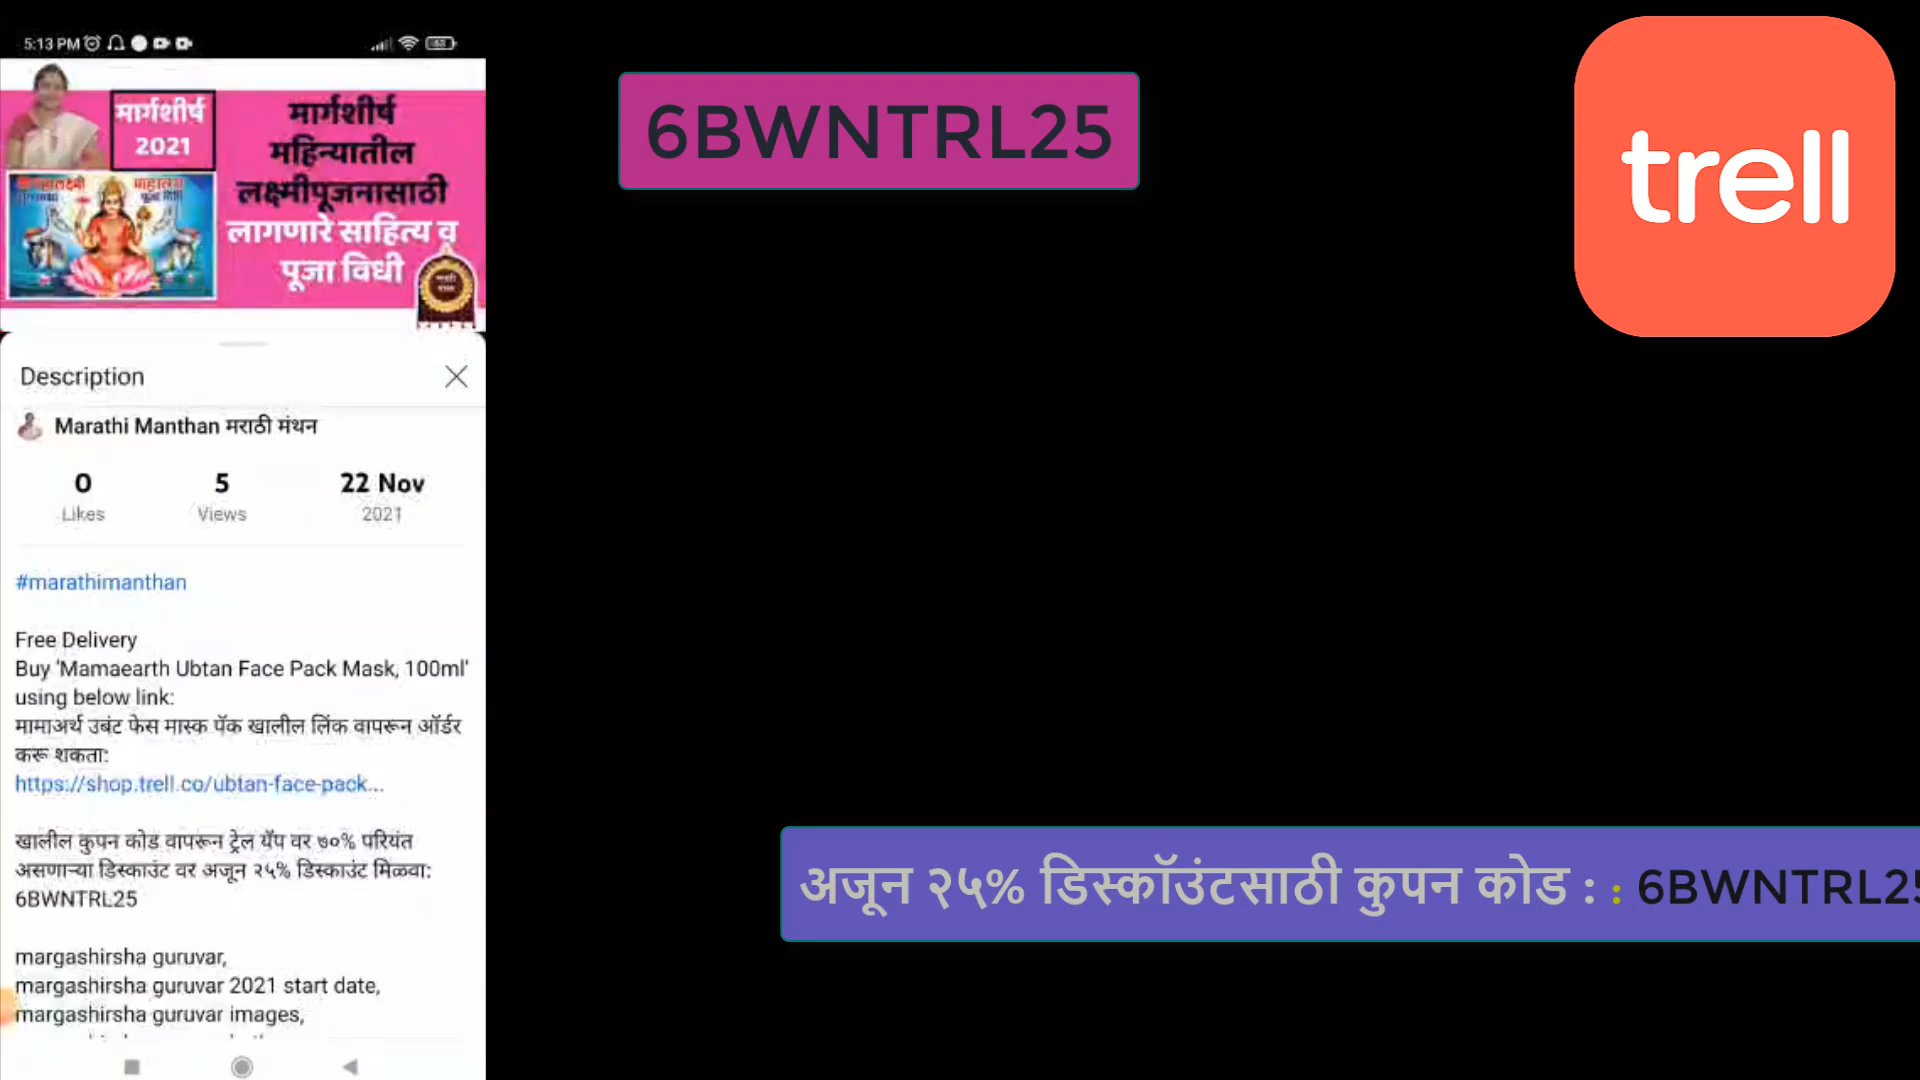 5:13 PM
मार्गशीर्ष
2021
मार्गशीर्ष
महिन्यातील
लक्ष्मीपूजनासाठी
लागणारे साहित्य व
पूजा विधी
Description
Marathi Manthan मराठी मंथन
0
5
22 Nov
Likes
Views
2021
#marathimanthan
Free Delivery
Buy 'Mamaearth Ubtan Face Pack Mask, 100ml'
using below link:
मामाअर्थ उबंट फेस मास्क पॅक खालील लिंक वापरून ऑर्डर
करू शकता:
https://shop.trell.co/ubtan-face-pack...
खालील कुपन कोड वापरून ट्रेल ॲप वर ७०% परियंत
असणाऱ्या डिस्काउंट वर अजून २५% डिस्काउंट मिळवा:
6BWNTRL25
margashirsha guruvar,
margashirsha guruvar 2021 start date,
margashirsha guruvar images,
6BWNTRL25
trell
अजून २५% डिस्कॉउंटसाठी कुपन कोड : : 6BWNTRL25